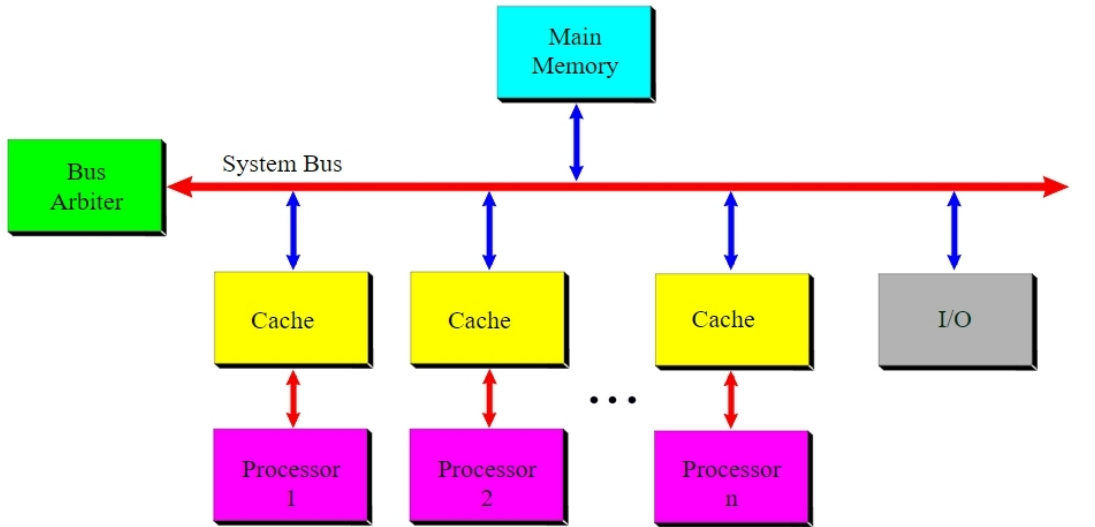 Main
Memory
Bus
Arbiter
System Bus
Cache
Cache
Cache
I/O
...
Processor
1
Processor
2
Processor
n